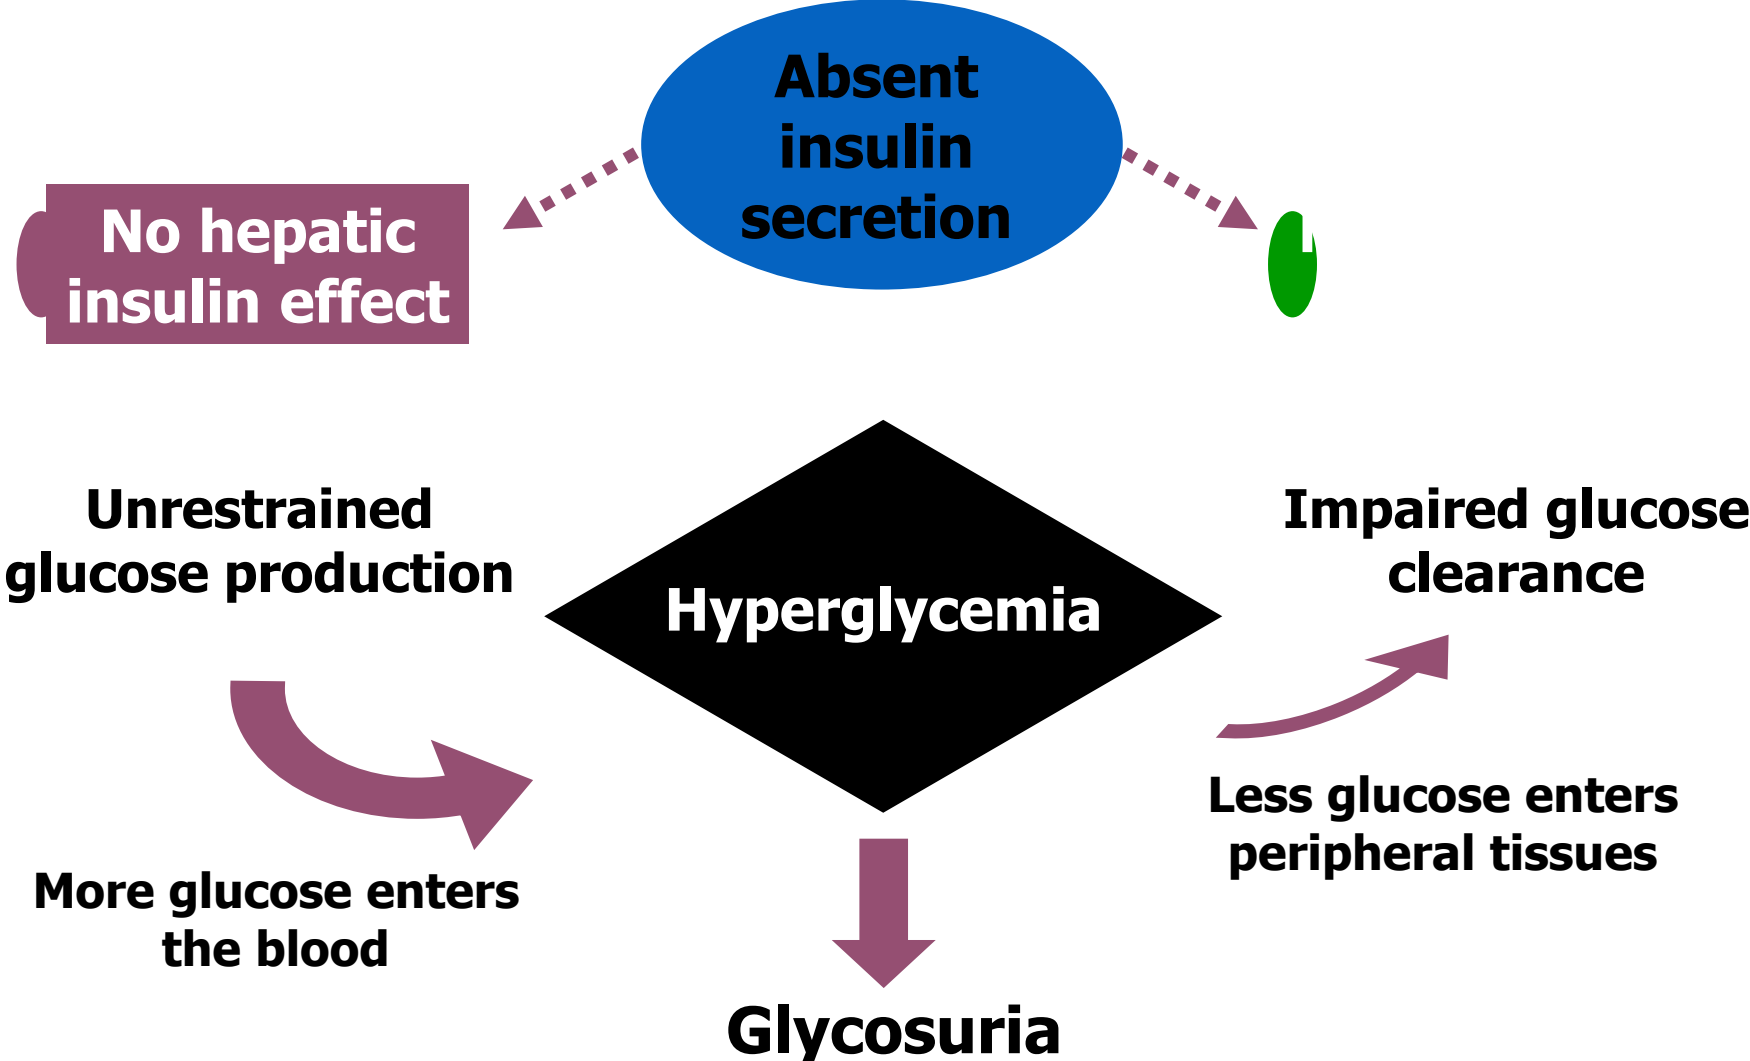 Absent
insulin
secretion
No hepatic
insulin effect
Unrestrained
glucose production
Hyperglycemia
Impaired glucose
clearance
More glucose enters
the blood
Less glucose enters
peripheral tissues
Glycosuria